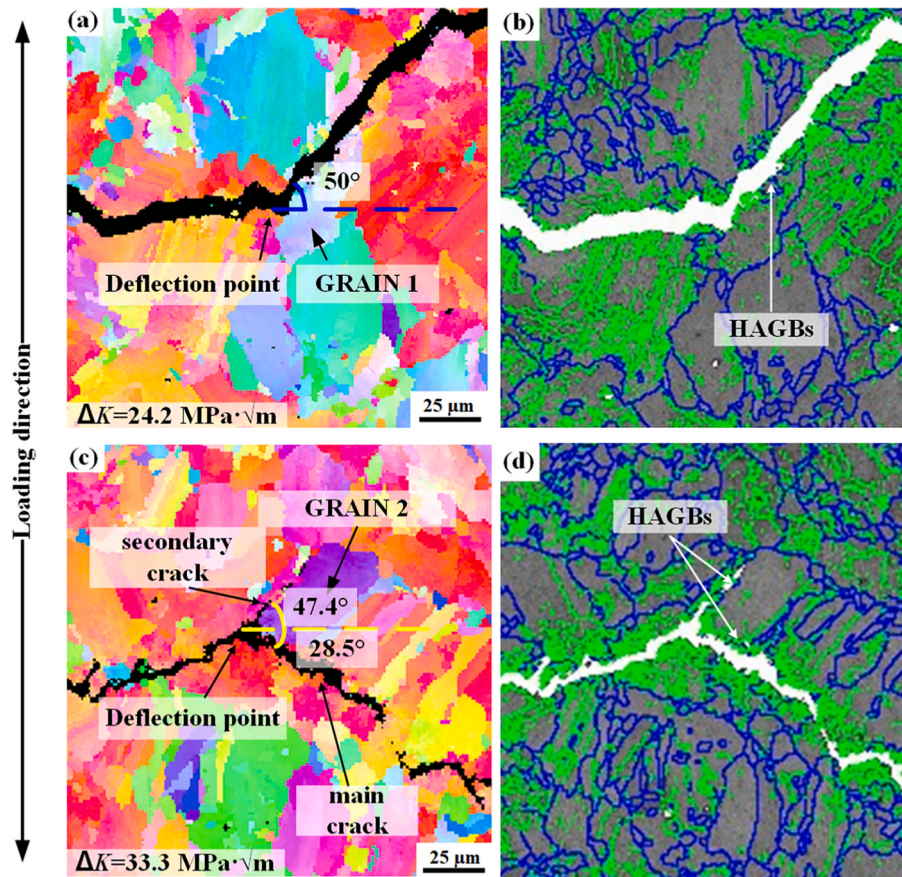 Loading direction
(a)
50°
Deflection point
GRAIN 1
ΔK=24.2 MPa·√m
25 μm
(b)
HAGBs
(c)
GRAIN 2
secondary
crack
47.4°
28.5°
Deflection point
main
crack
ΔK=33.3 MPa·√m
25 μm
(d)
HAGBs